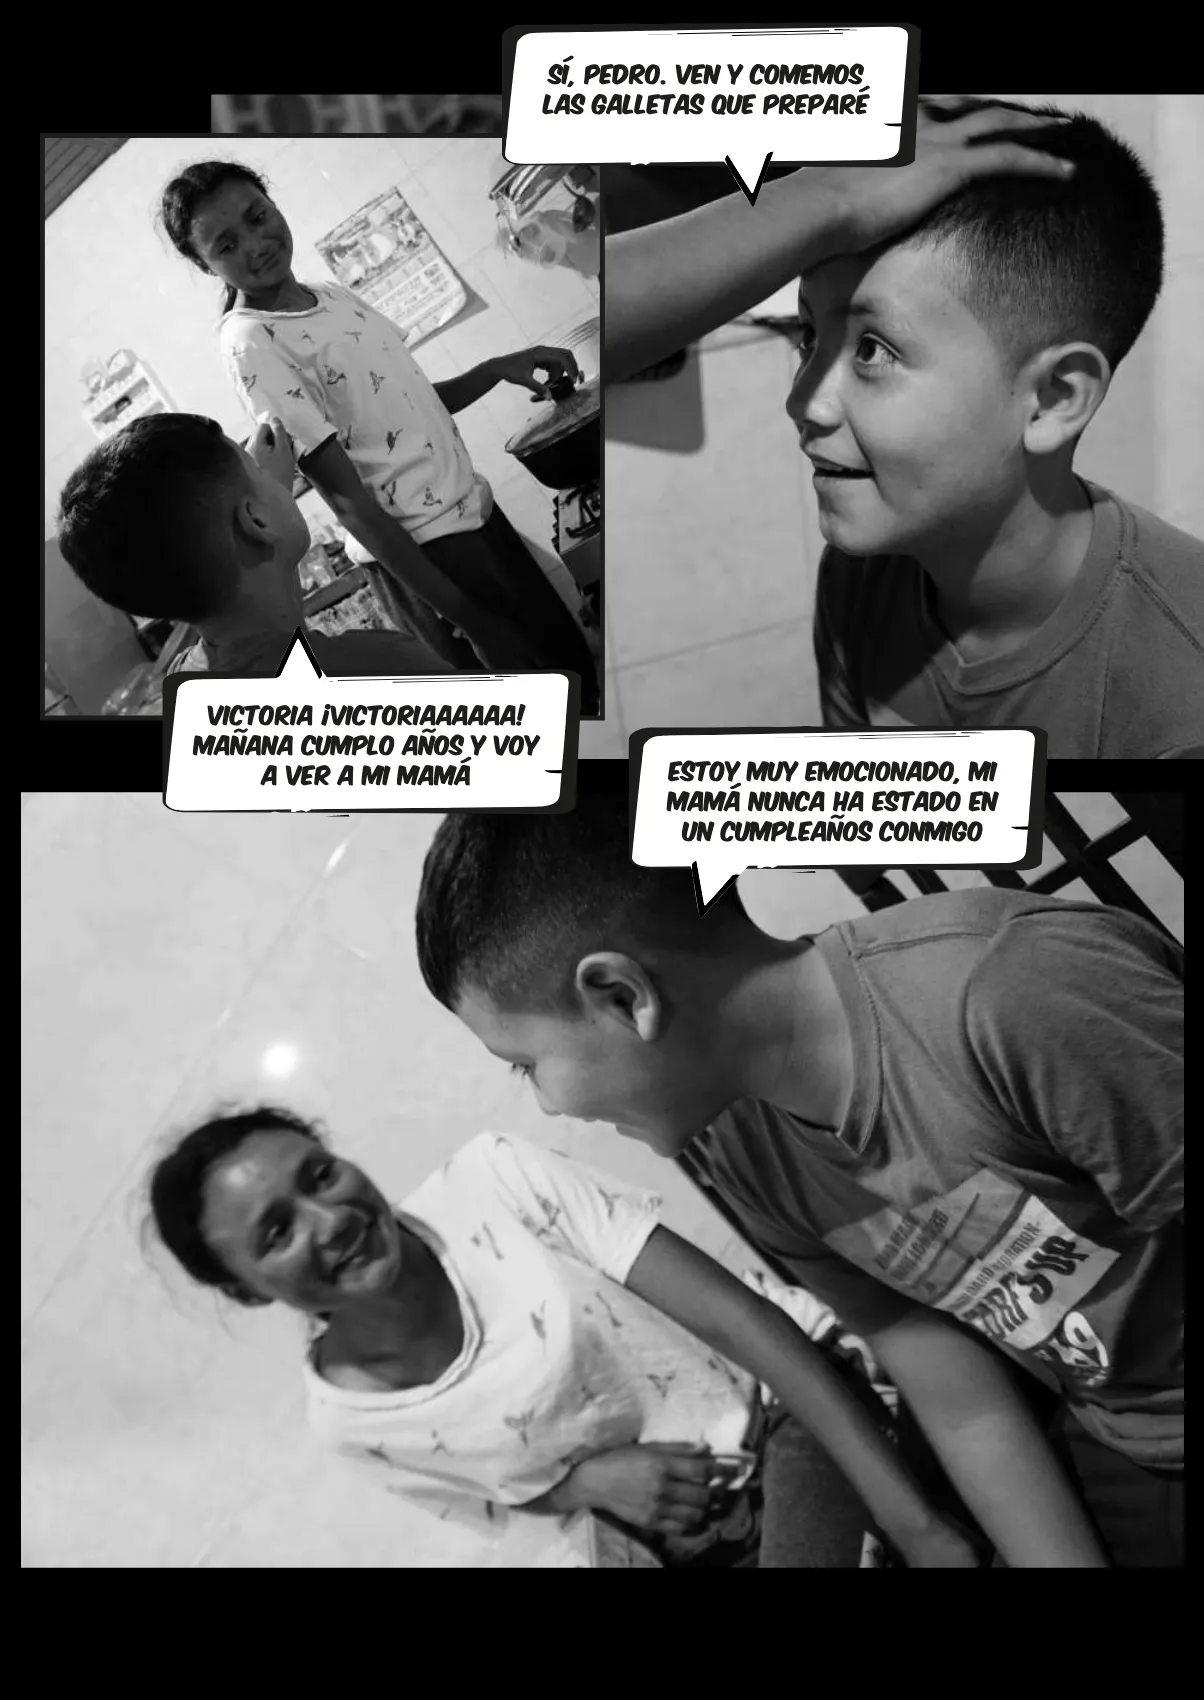 VICTORIA ¡VICTORIAAAAAA!
MAÑANA CUMPLO AÑOS Y VOY
A VER A MI MAMÁ
SÍ, PEDRO. VEN Y COMEMOS
LAS GALLETAS QUE PREPARÉ
ESTOY MUY EMOCIONADO, MI
MAMÁ NUNCA HA ESTADO EN
UN CUMPLEAÑOS CONMIGO